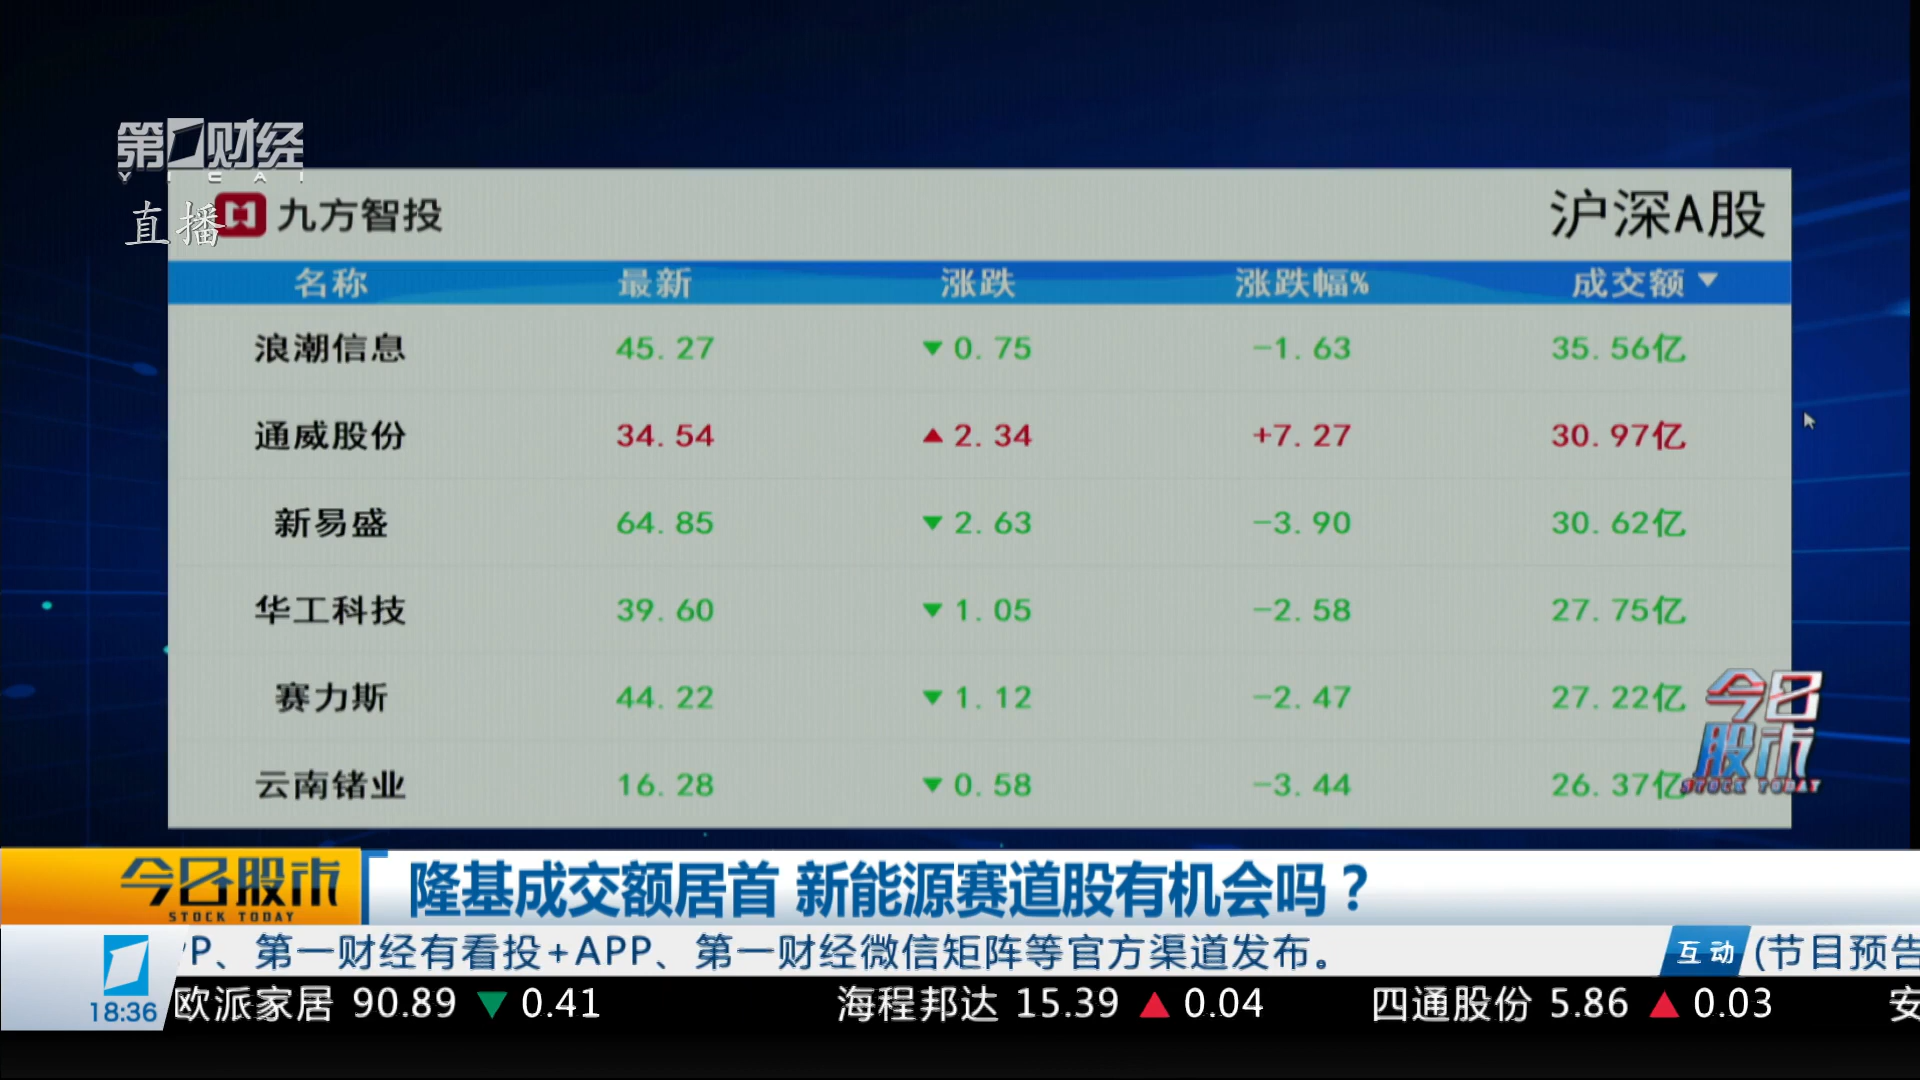 第一财经
YICAI
直播
九方智投
沪深A股
名称 最新 涨跌 涨跌幅% 成交额▼
浪潮信息 45.27 ▼0.75 -1.63 35.56亿
通威股份 34.54 ▲2.34 +7.27 30.97亿
新易盛 64.85 ▼2.63 -3.90 30.62亿
华工科技 39.60 ▼1.05 -2.58 27.75亿
赛力斯 44.22 ▼1.12 -2.47 27.22亿
云南锗业 16.28 ▼0.58 -3.44 26.37亿
今日
股市
STOCK TODAY
今日股市
STOCK TODAY
隆基成交额居首 新能源赛道股有机会吗？
P、第一财经有看投+APP、第一财经微信矩阵等官方渠道发布。 互动 (节目预告
18:36
欧派家居 90.89 ▼ 0.41 海程邦达 15.39 ▲ 0.04 四通股份 5.86 ▲ 0.03 安